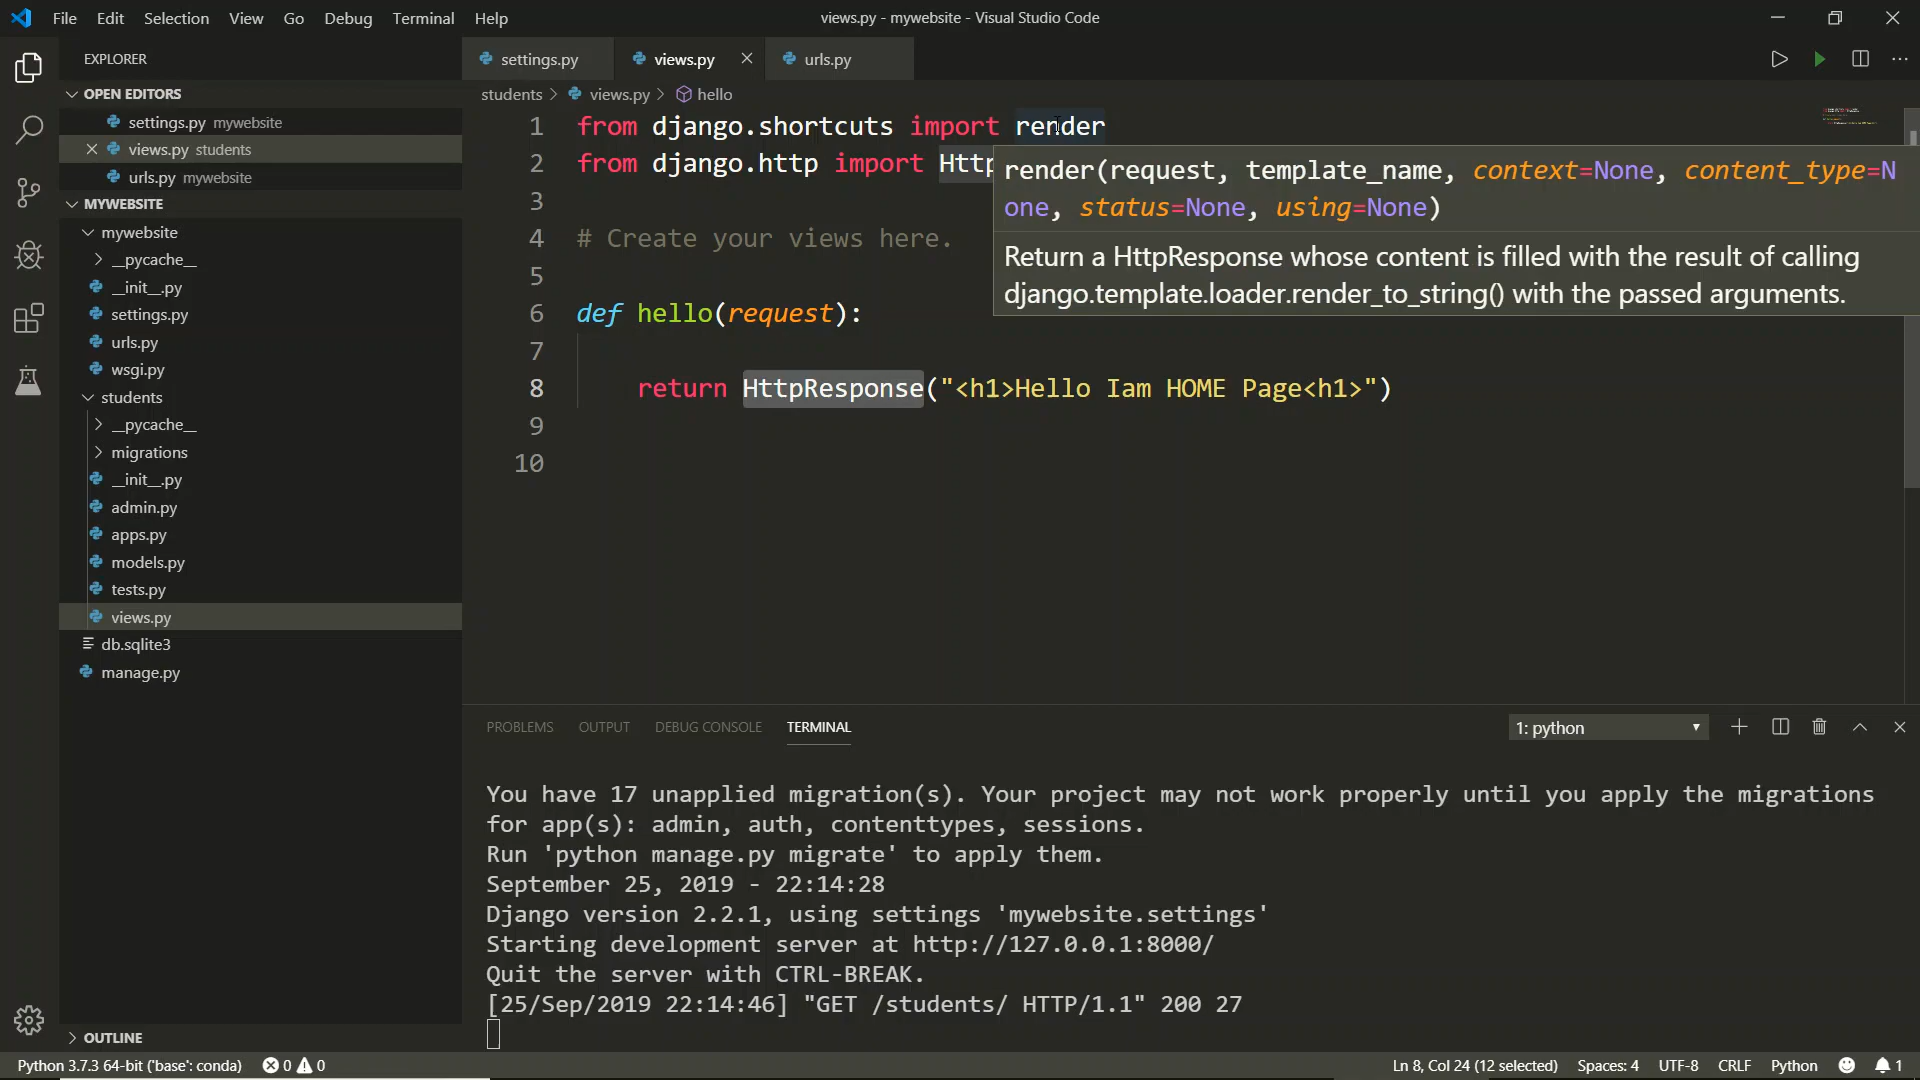 File Edit Selection View Go Debug Terminal Help
views.py - mywebsite - Visual Studio Code
EXPLORER
OPEN EDITORS
settings.py mywebsite
views.py students
urls.py mywebsite
MYWEBSITE
mywebsite
__pycache__
__init__.py
settings.py
urls.py
wsgi.py
students
__pycache__
migrations
__init__.py
admin.py
apps.py
models.py
tests.py
views.py
db.sqlite3
manage.py
OUTLINE
settings.py views.py urls.py
students > views.py > hello
1 from django.shortcuts import render
2 from django.http import Http
3
4 # Create your views here.
5
6 def hello(request):
7
8 return HttpResponse("<h1>Hello Iam HOME Page<h1>")
9
10
render(request, template_name, context=None, content_type=N
one, status=None, using=None)
Return a HttpResponse whose content is filled with the result of calling
django.template.loader.render_to_string() with the passed arguments.
PROBLEMS OUTPUT DEBUG CONSOLE TERMINAL
1: python
You have 17 unapplied migration(s). Your project may not work properly until you apply the migrations
for app(s): admin, auth, contenttypes, sessions.
Run 'python manage.py migrate' to apply them.
September 25, 2019 - 22:14:28
Django version 2.2.1, using settings 'mywebsite.settings'
Starting development server at http://127.0.0.1:8000/
Quit the server with CTRL-BREAK.
[25/Sep/2019 22:14:46] "GET /students/ HTTP/1.1" 200 27
Python 3.7.3 64-bit ('base': conda) 0 0
Ln 8, Col 24 (12 selected) Spaces: 4 UTF-8 CRLF Python 1